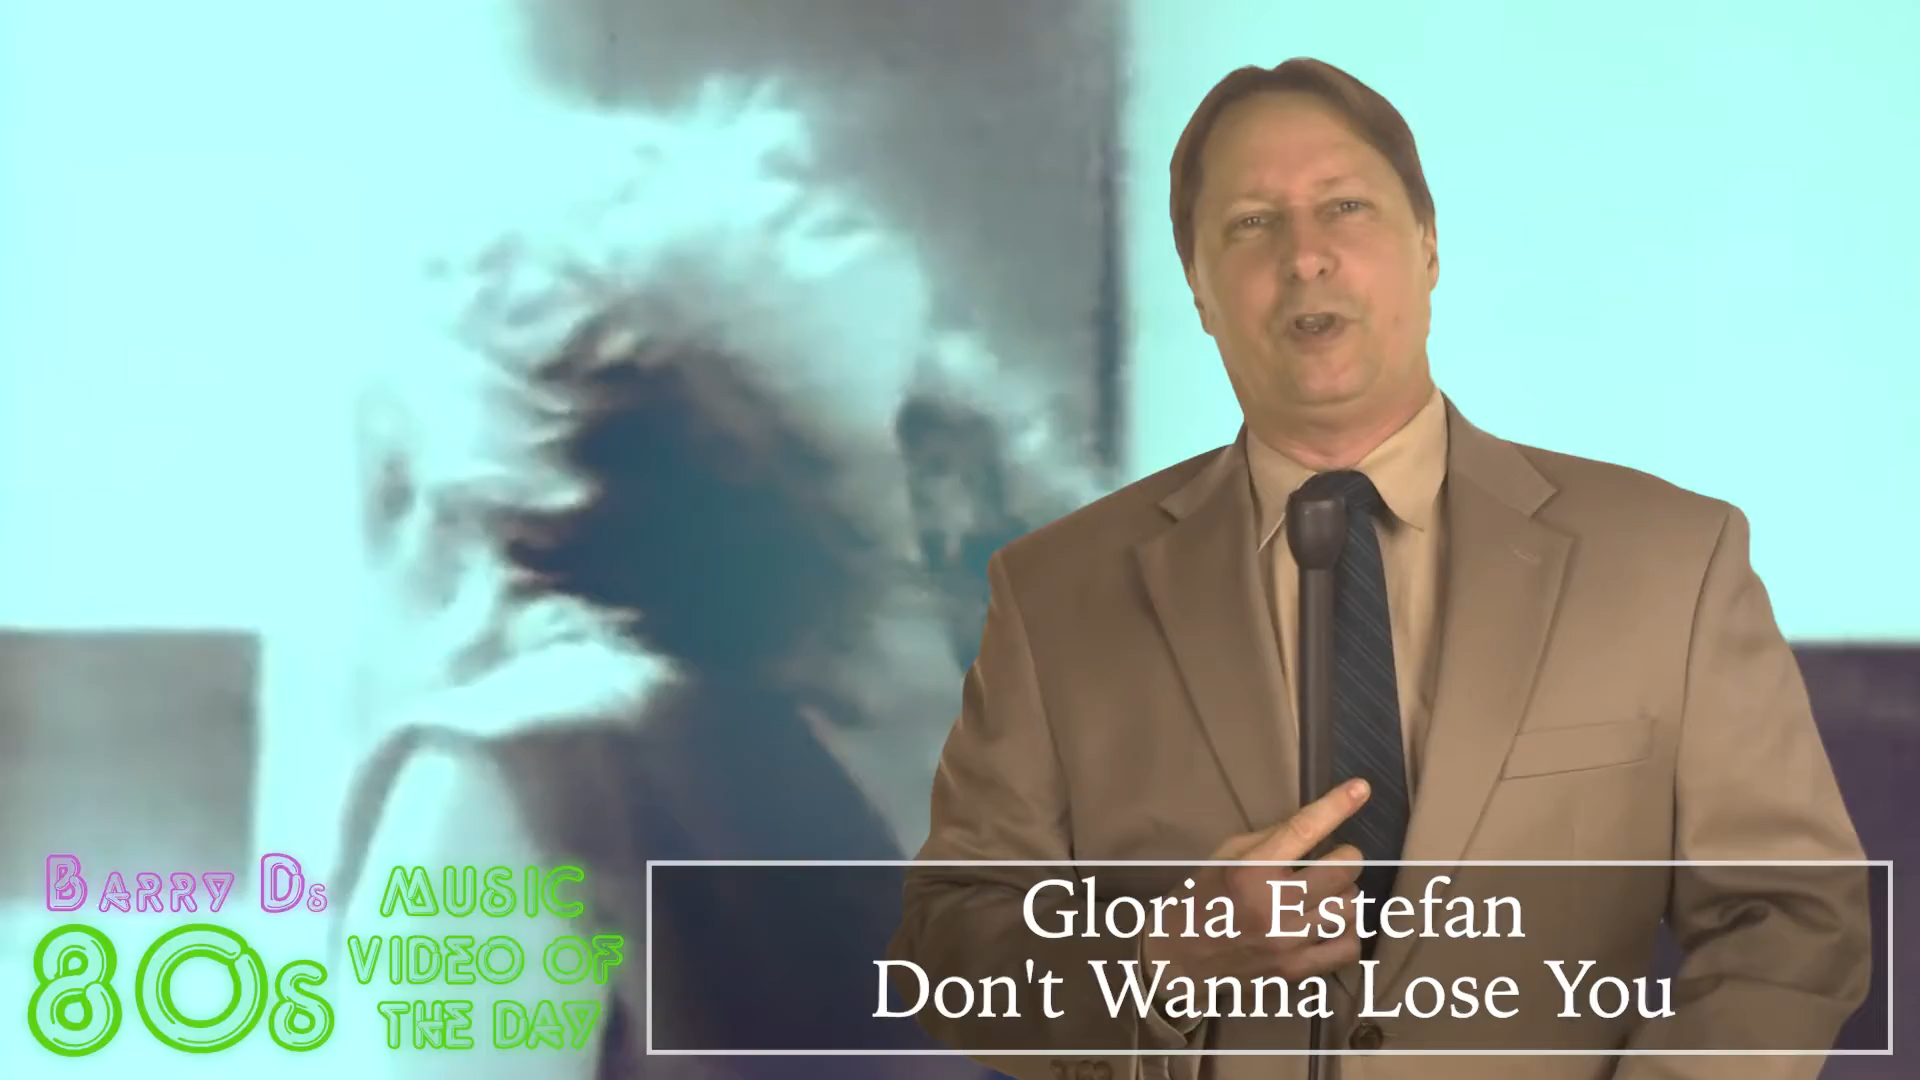 Barry Ds
80s
MUSIC
VIDEO OF
THE DAY
Gloria Estefan
Don't Wanna Lose You